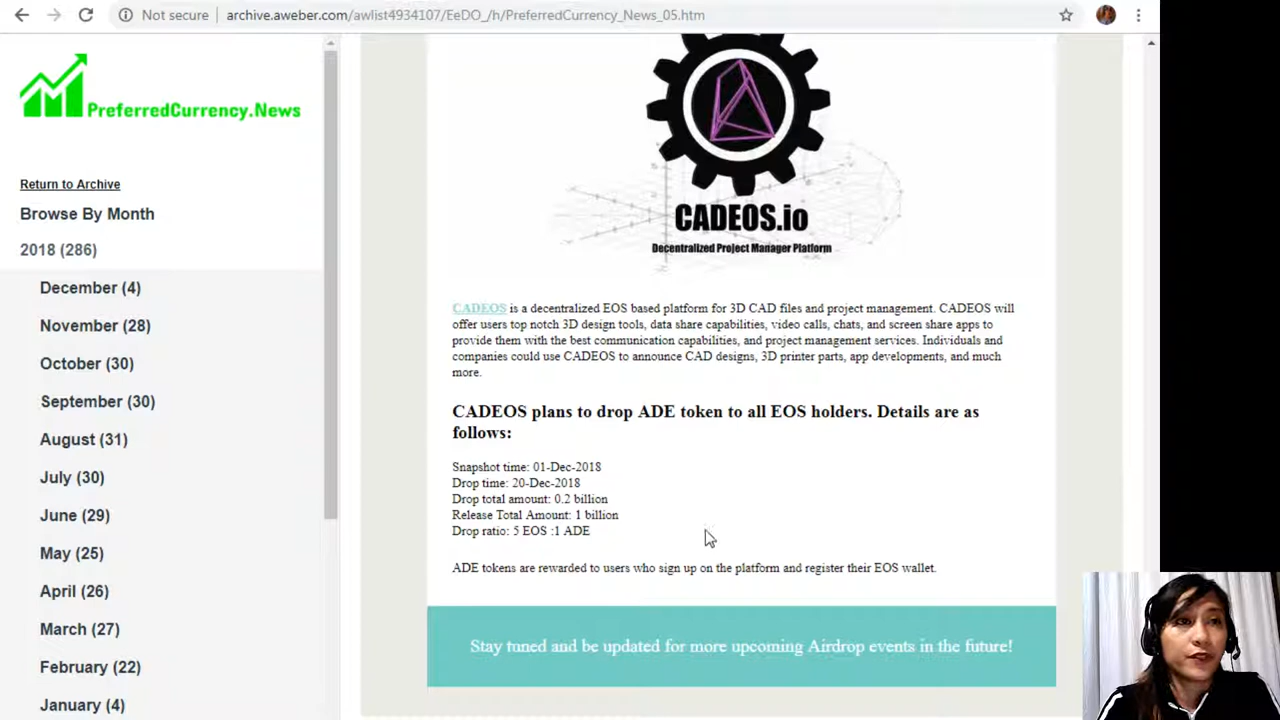 Not secure
archive.aweber.com/awlist4934107/EeDO_/h/PreferredCurrency_News_05.htm
PreferredCurrency.News
Return to Archive
Browse By Month
2018 (286)
December (4)
November (28)
October (30)
September (30)
August (31)
July (30)
June (29)
May (25)
April (26)
March (27)
February (22)
January (4)
CADEOS.io
Decentralized Project Manager Platform
CADEOS is a decentralized EOS based platform for 3D CAD files and project management. CADEOS will
offer users top notch 3D design tools, data share capabilities, video calls, chats, and screen share apps to
provide them with the best communication capabilities, and project management services. Individuals and
companies could use CADEOS to announce CAD designs, 3D printer parts, app developments, and much
more.
CADEOS plans to drop ADE token to all EOS holders. Details are as
follows:
Snapshot time: 01-Dec-2018
Drop time: 20-Dec-2018
Drop total amount: 0.2 billion
Release Total Amount: 1 billion
Drop ratio: 5 EOS :1 ADE
ADE tokens are rewarded to users who sign up on the platform and register their EOS wallet.
Stay tuned and be updated for more upcoming Airdrop events in the future!